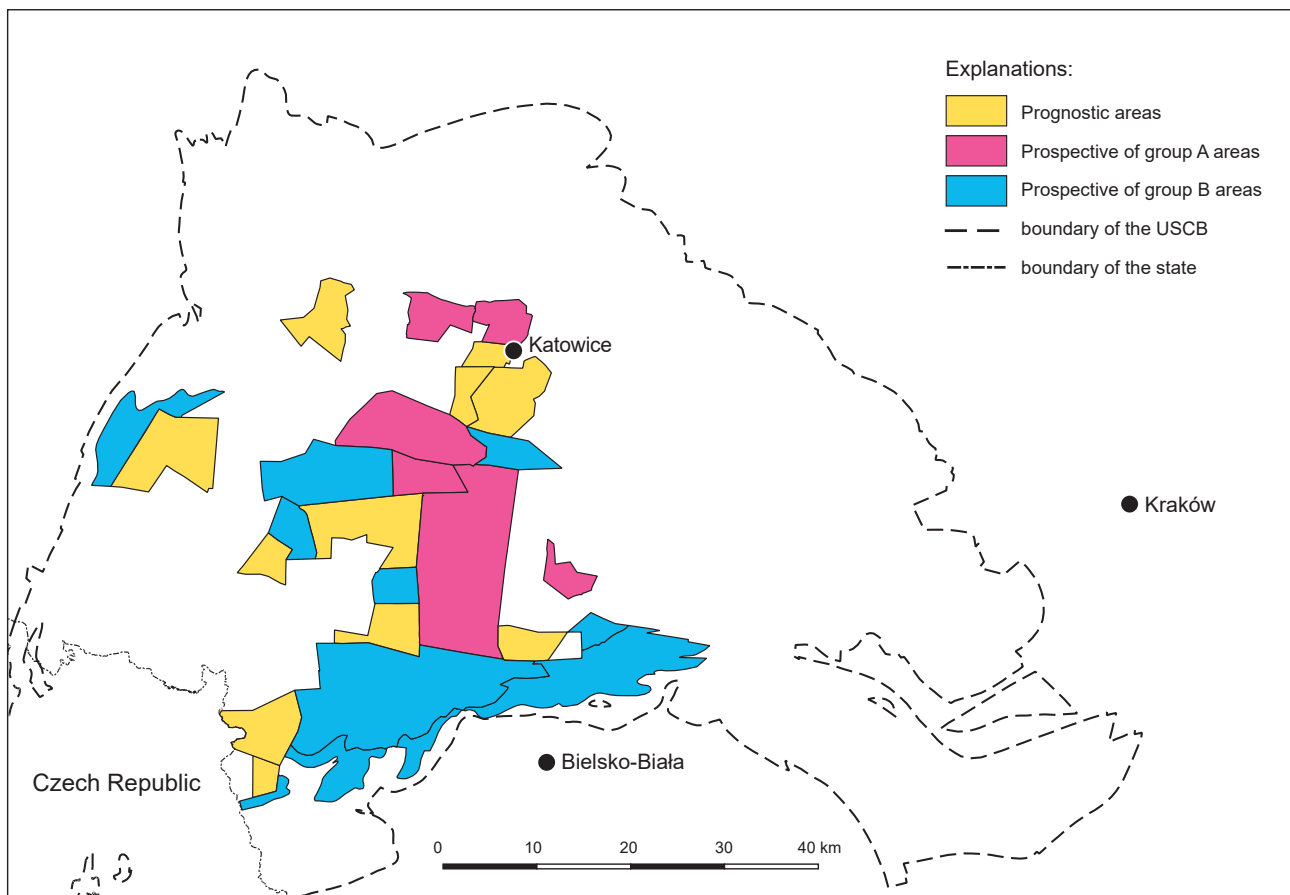 Explanations:
Prognostic areas
Prospective of group A areas
Prospective of group B areas
boundary of the USCB
boundary of the state
Katowice
Kraków
Bielsko-Biała
Czech Republic
0 10 20 30 40 km